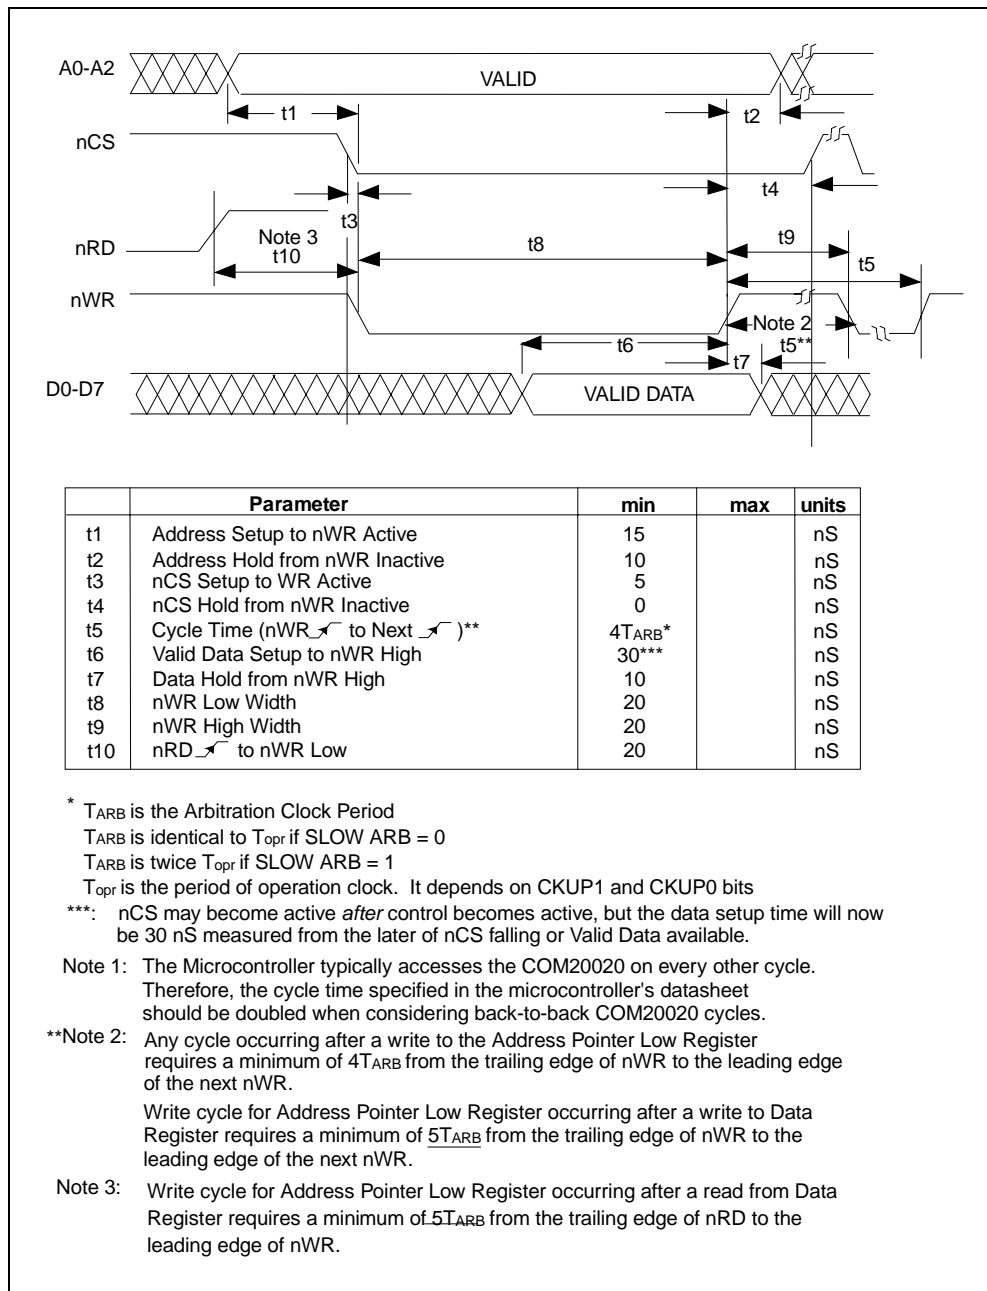 A0-A2
VALID
t1
t2
nCS
t4
t3
nRD
Note 3
t10
t8
t9
t5
nWR
Note 2
t6
t5**
t7
D0-D7
VALID DATA
Parameter min max units
t1 Address Setup to nWR Active 15 nS
t2 Address Hold from nWR Inactive 10 nS
t3 nCS Setup to WR Active 5 nS
t4 nCS Hold from nWR Inactive 0 nS
t5 Cycle Time (nWR to Next )** 4TARB* nS
t6 Valid Data Setup to nWR High 30*** nS
t7 Data Hold from nWR High 10 nS
t8 nWR Low Width 20 nS
t9 nWR High Width 20 nS
t10 nRD to nWR Low 20 nS
* TARB is the Arbitration Clock Period
TARB is identical to Topr if SLOW ARB = 0
TARB is twice Topr if SLOW ARB = 1
Topr is the period of operation clock. It depends on CKUP1 and CKUP0 bits
***: nCS may become active after control becomes active, but the data setup time will now
be 30 nS measured from the later of nCS falling or Valid Data available.
Note 1: The Microcontroller typically accesses the COM20020 on every other cycle.
Therefore, the cycle time specified in the microcontroller's datasheet
should be doubled when considering back-to-back COM20020 cycles.
**Note 2: Any cycle occurring after a write to the Address Pointer Low Register
requires a minimum of 4TARB from the trailing edge of nWR to the leading edge
of the next nWR.
Write cycle for Address Pointer Low Register occurring after a write to Data
Register requires a minimum of 5TARB from the trailing edge of nWR to the
leading edge of the next nWR.
Note 3: Write cycle for Address Pointer Low Register occurring after a read from Data
Register requires a minimum of 5TARB from the trailing edge of nRD to the
leading edge of nWR.